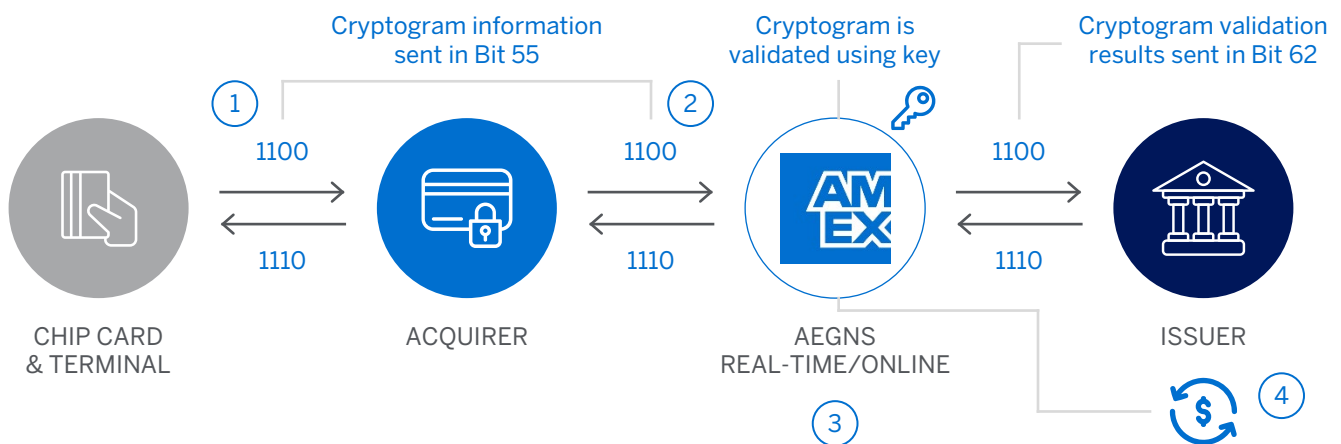 Cryptogram information
sent in Bit 55
Cryptogram is
validated using key
Cryptogram validation
results sent in Bit 62
1
2
1100
1100
1100
AM
EX
$
1110
1110
1110
CHIP CARD
& TERMINAL
ACQUIRER
AEGNS
REAL-TIME/ONLINE
ISSUER
3
4